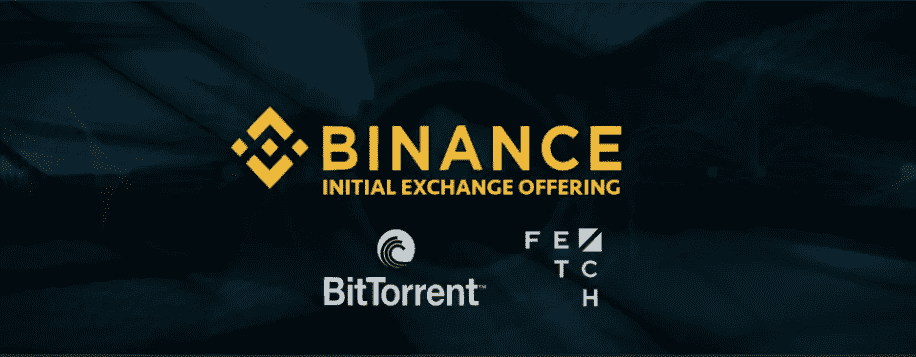 BINANCE
INITIAL EXCHANGE OFFERING
BitTorrent™
FE
TC
H